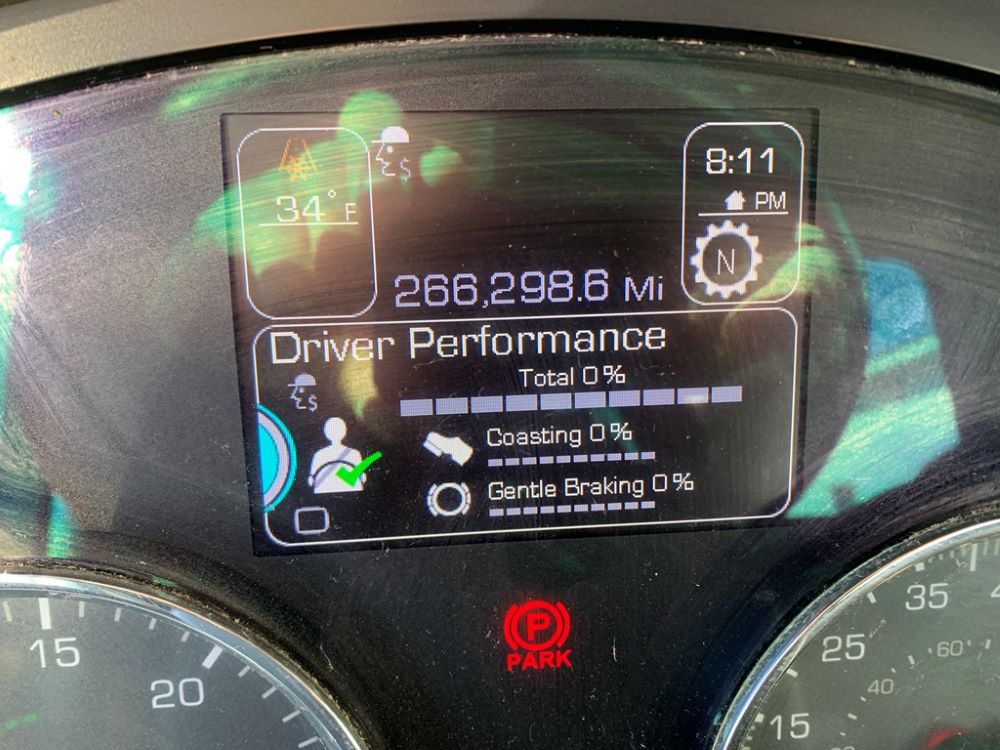 34° F
8:11
PM
N
266,298.6 Mi
Driver Performance
Total 0%
$
Coasting 0%
Gentle Braking 0%
P
PARK
15
20
15
25
35
40
60